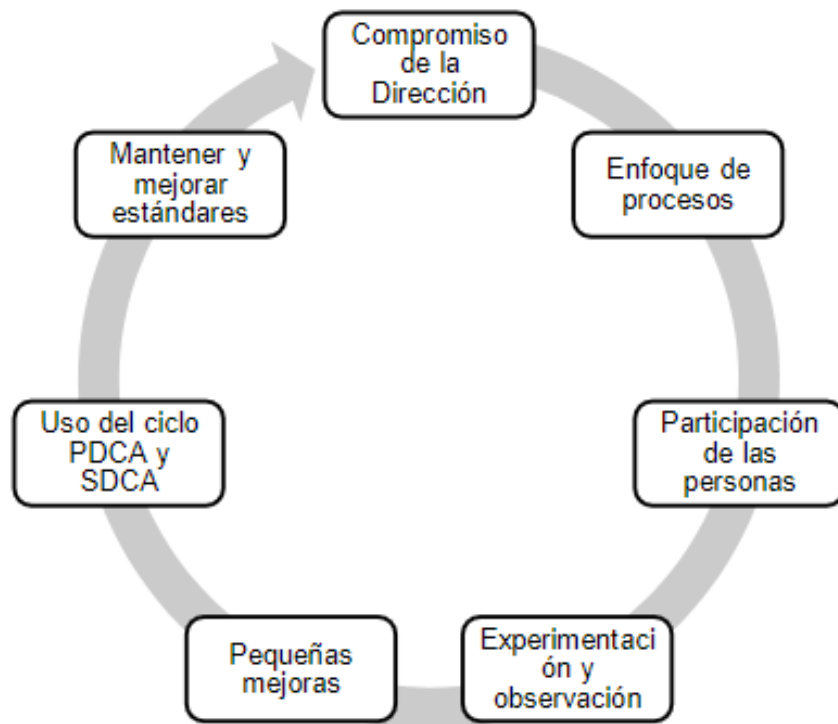 Compromiso
de la
Dirección
Enfoque de
procesos
Participación
de las
personas
Experimentaci
ón y
observación
Pequeñas
mejoras
Uso del ciclo
PDCA y
SDCA
Mantener y
mejorar
estándares